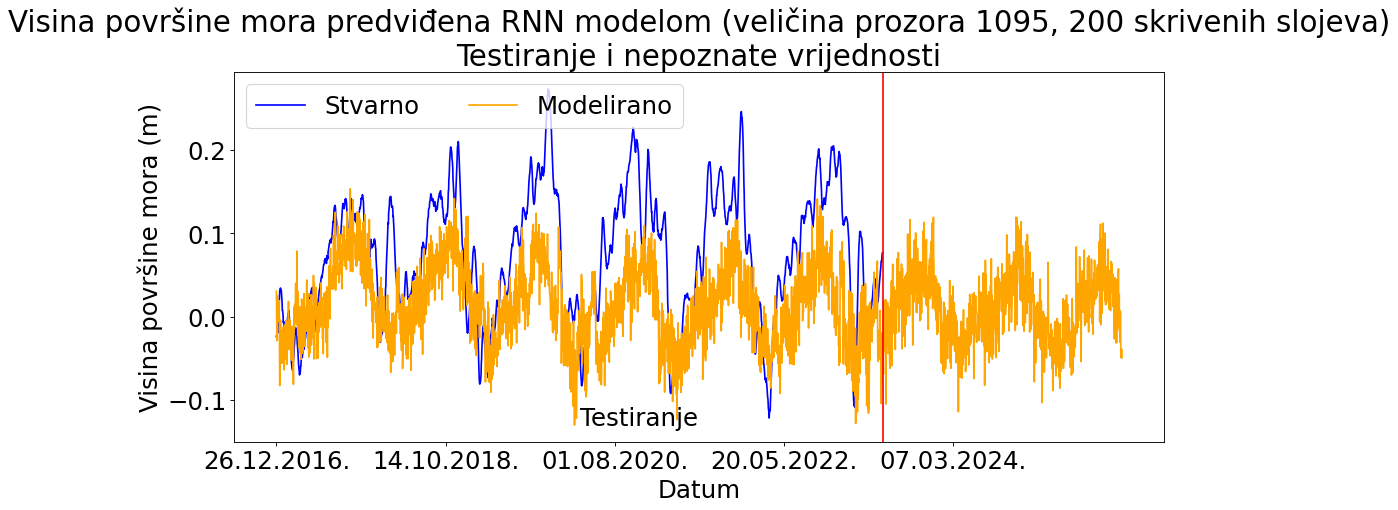 Visina površine mora predviđena RNN modelom (veličina prozora 1095, 200 skrivenih slojeva)
Testiranje i nepoznate vrijednosti
Stvarno
Modelirano
Visina površine mora (m)
0.2
0.1
0.0
−0.1
Testiranje
26.12.2016.
14.10.2018.
01.08.2020.
20.05.2022.
07.03.2024.
Datum